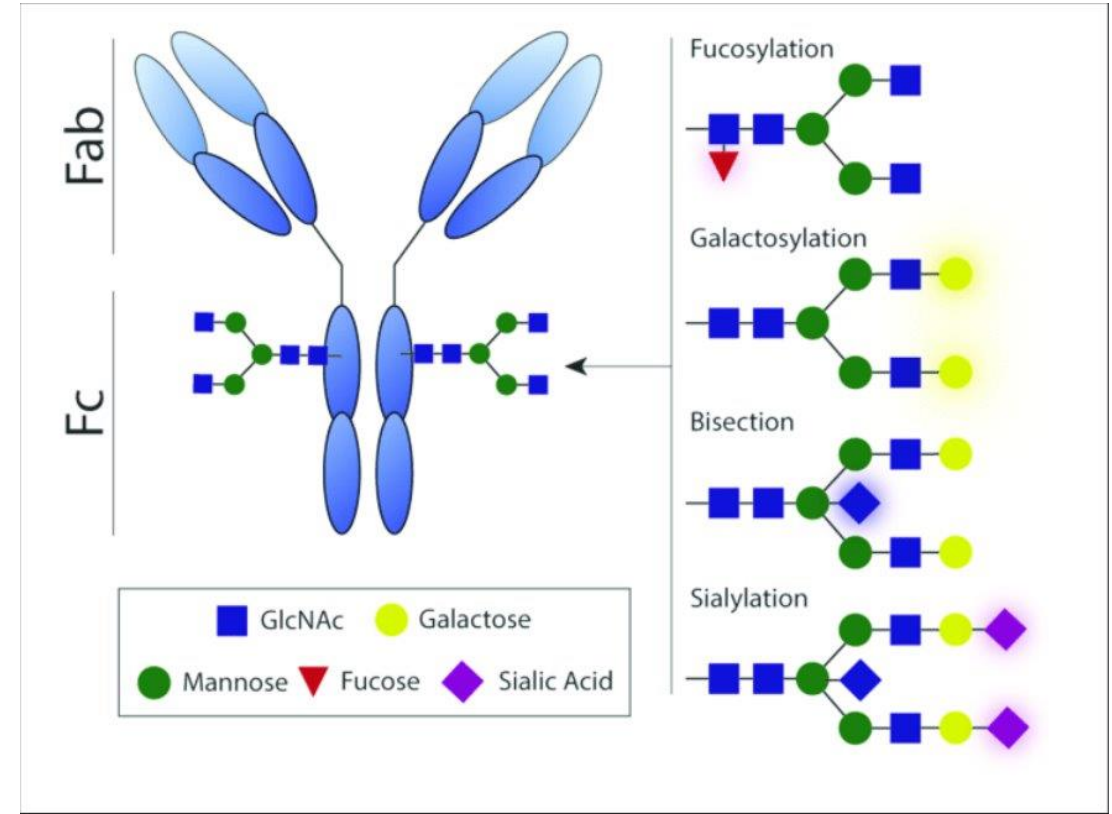 Fab
Fc
Fucosylation
Galactosylation
Bisection
Sialylation
GlcNAc Galactose
Mannose Fucose Sialic Acid